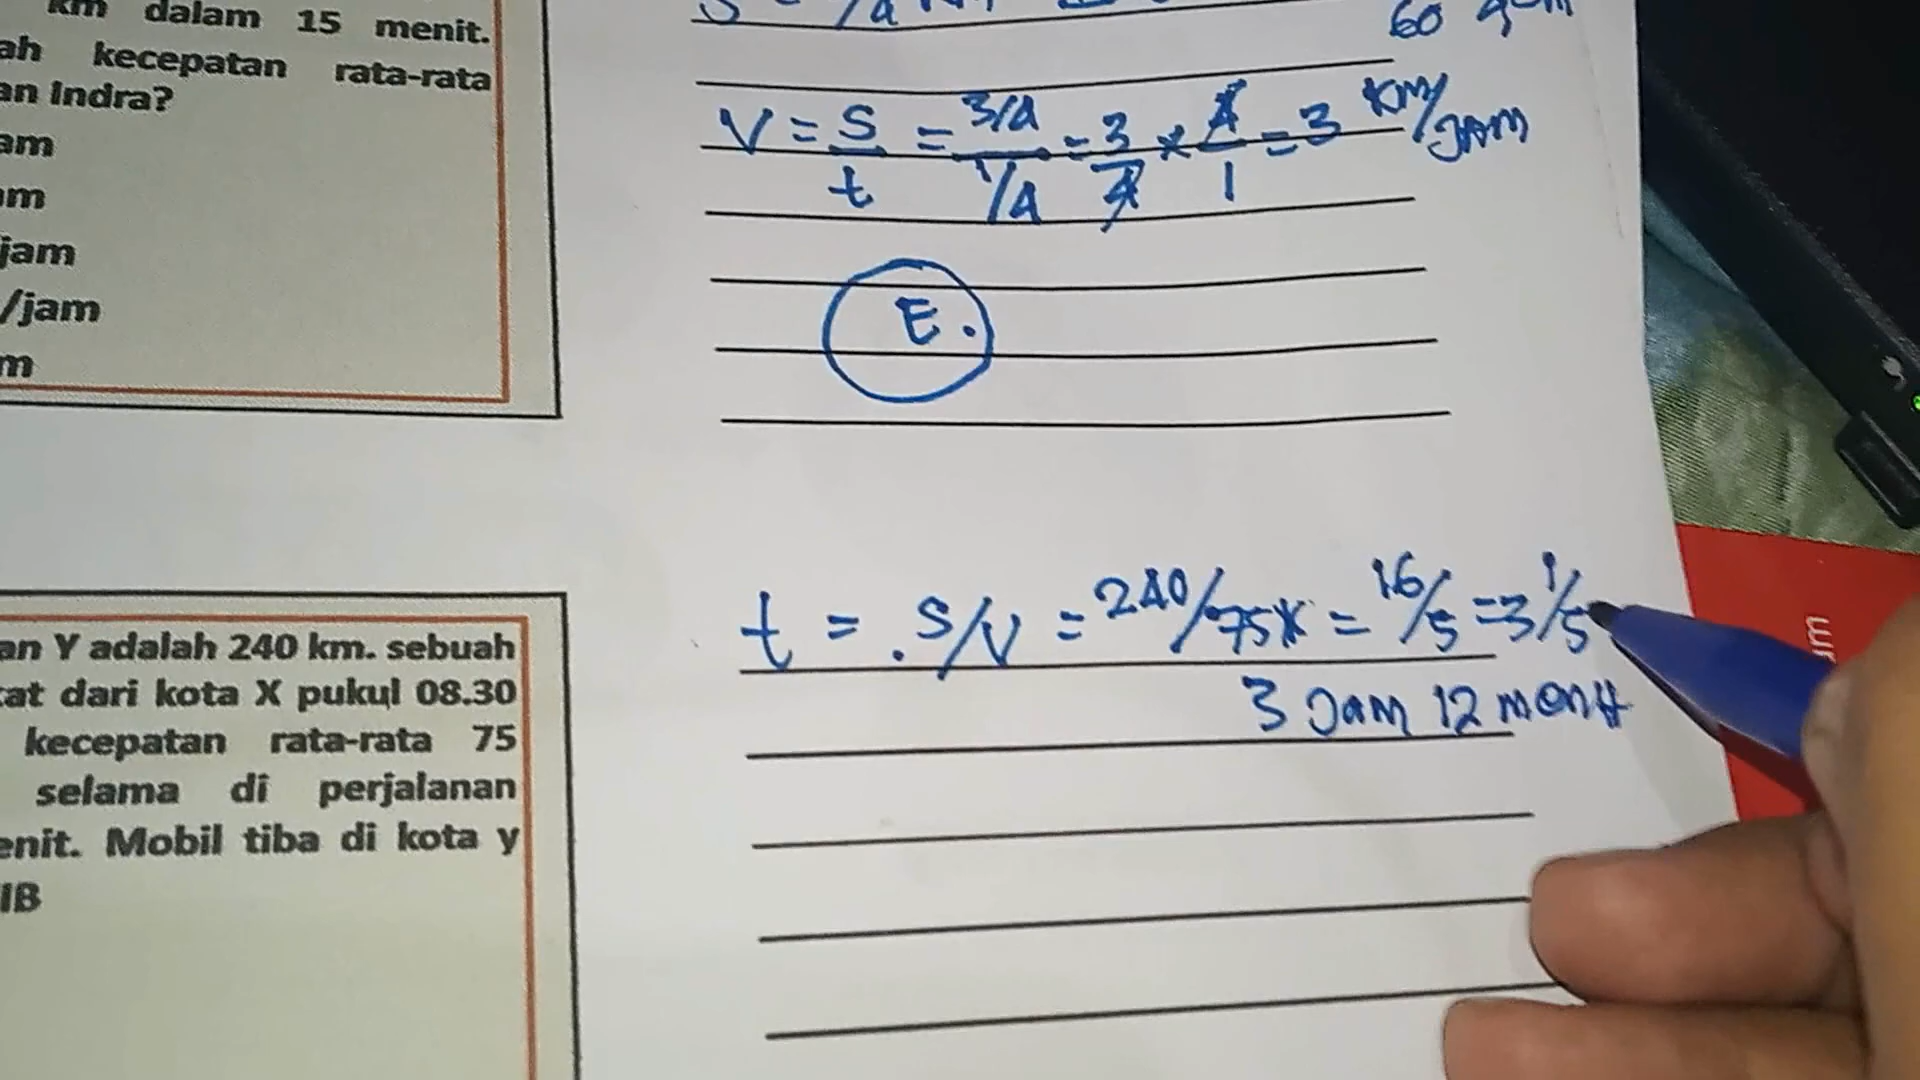 km dalam 15 menit.
ah kecepatan rata-rata
an Indra?
am
m
jam
/jam
m
60 jam
V = S/t = 3/4 / 1/4 = 3/4 × 4/1 = 3 KM/JAM
E.
an Y adalah 240 km. sebuah
at dari kota X pukul 08.30
kecepatan rata-rata 75
selama di perjalanan
enit. Mobil tiba di kota y
IB
t = S/V = 240/75 = 16/5 = 3 1/5
3 Jam 12 menit